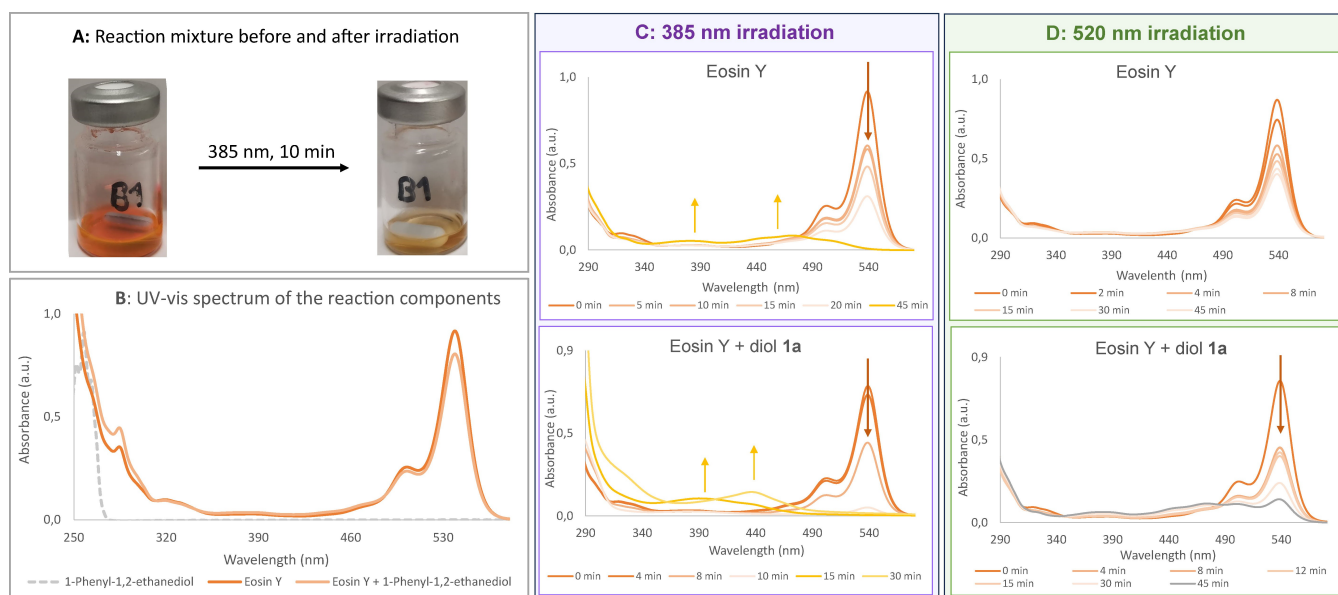 A: Reaction mixture before and after irradiation
B1
385 nm, 10 min
B1
B: UV-vis spectrum of the reaction components
1,0
0,5
0,0
Absorbance (a.u.)
250 320 390 460 530
Wavelength (nm)
1-Phenyl-1,2-ethanediol Eosin Y Eosin Y + 1-Phenyl-1,2-ethanediol
C: 385 nm irradiation
Eosin Y
1,0
0,5
0,0
Absorbance (a.u.)
290 340 390 440 490 540
Wavelength (nm)
0 min 5 min 10 min 15 min 20 min 45 min
Eosin Y + diol 1a
0,9
0,5
0,0
Absorbance (a.u.)
290 340 390 440 490 540
Wavelength (nm)
0 min 4 min 8 min 10 min 15 min 30 min
D: 520 nm irradiation
Eosin Y
1,0
0,5
0,0
Absorbance (a.u.)
290 340 390 440 490 540
Wavelenth (nm)
0 min 2 min 4 min 8 min
15 min 30 min 45 min
Eosin Y + diol 1a
0,9
0,5
0,0
Absorbance (a.u.)
290 340 390 440 490 540
Wavelength (nm)
0 min 4 min 8 min 12 min
15 min 30 min 45 min